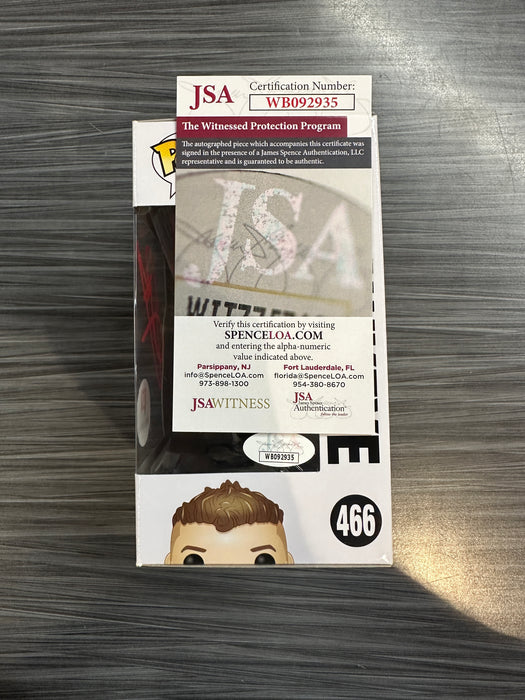 JSA
Certification Number:
WB092935
The Witnessed Protection Program
The autographed piece which accompanies this certificate was
signed in the presence of a James Spence Authentication, LLC
representative and is guaranteed to be authentic.
JSA
Verify this certification by visiting
SPENCELOA.COM
and entering the alpha-numeric
value indicated above.
Parsippany, NJ
info@SpenceLOA.com
973-898-1300
Fort Lauderdale, FL
florida@SpenceLOA.com
954-380-8670
JSAWITNESS
JSA
James Spence
Authentication
WB092935
466